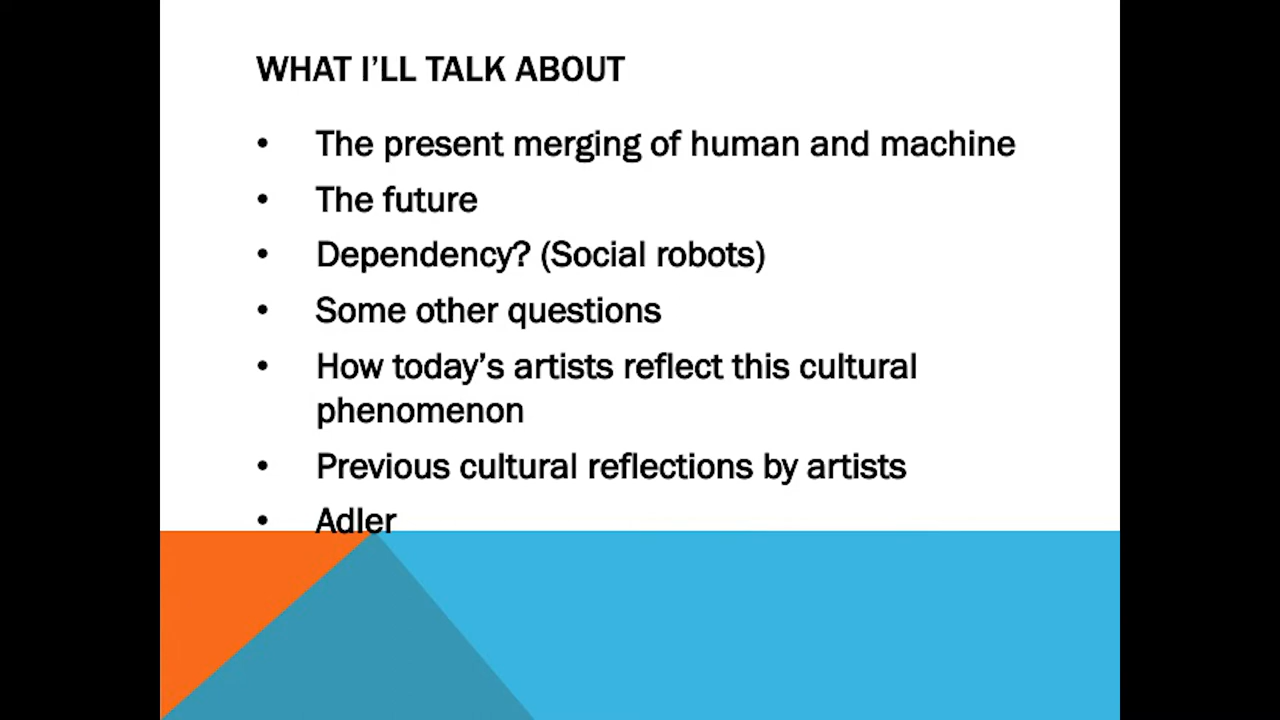 WHAT I'LL TALK ABOUT
• The present merging of human and machine
• The future
• Dependency? (Social robots)
• Some other questions
• How today's artists reflect this cultural
phenomenon
• Previous cultural reflections by artists
• Adler